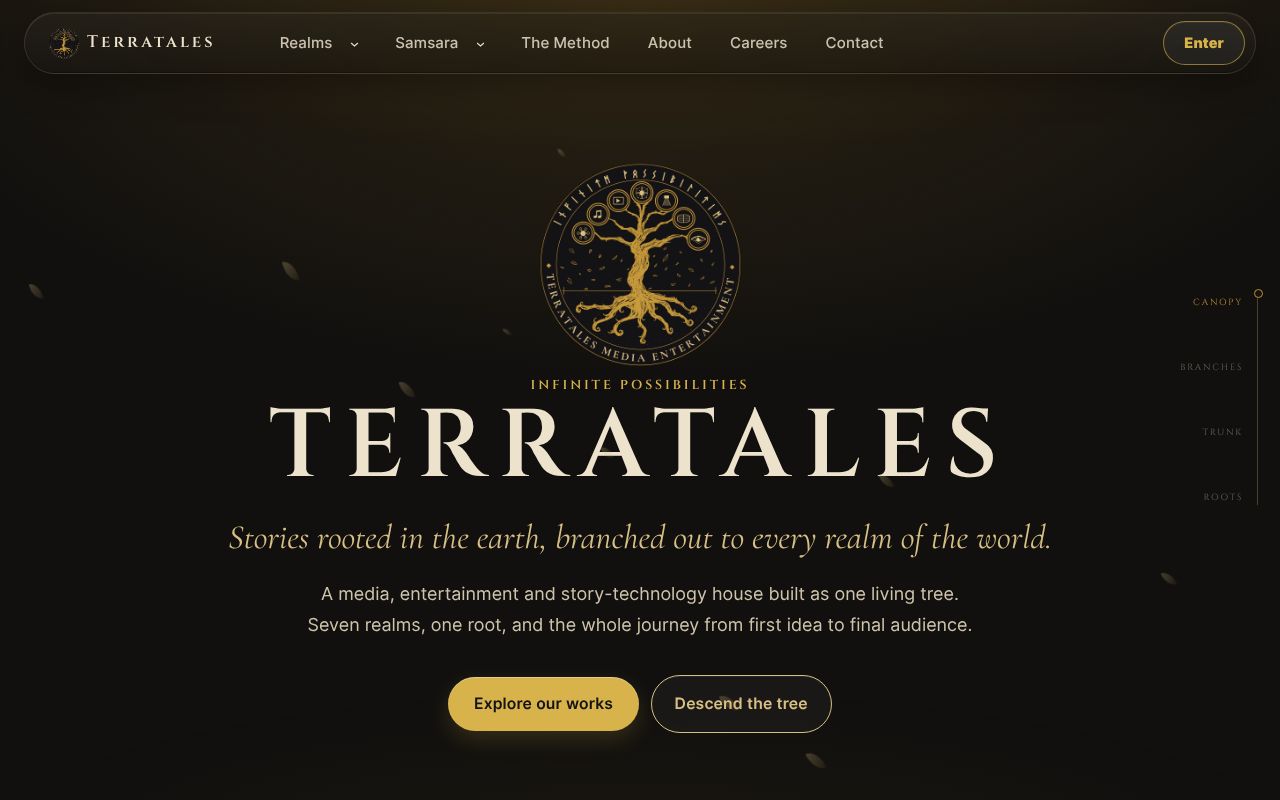 TERRATALES
Realms
Samsara
The Method
About
Careers
Contact
Enter
ᛁᚾᚠᛁᚾᛁᛏᛖ ᛈᚩᛊᛊᛁᛒᛁᛚᛁᛏᛁᛖᛊ
TERRATALES MEDIA ENTERTAINMENT
INFINITE POSSIBILITIES
TERRATALES
Stories rooted in the earth, branched out to every realm of the world.
A media, entertainment and story-technology house built as one living tree.
Seven realms, one root, and the whole journey from first idea to final audience.
Explore our works
Descend the tree
CANOPY
BRANCHES
TRUNK
ROOTS